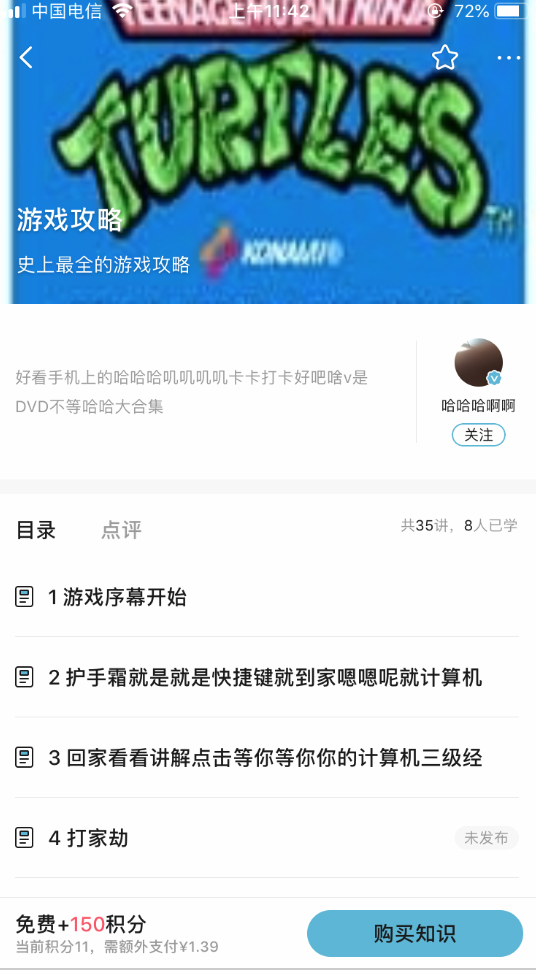 中国电信
上午11:42
72%
TEENAGE MUTANT NINJA
TURTLES
TM
KONAMI®
游戏攻略
史上最全的游戏攻略
好看手机上的哈哈哈叽叽叽叽卡卡打卡好吧啥v是
DVD不等哈哈大合集
哈哈哈啊啊
关注
目录
点评
共35讲，8人已学
1 游戏序幕开始
2 护手霜就是就是快捷键就到家嗯嗯呢就计算机
3 回家看看讲解点击等你等你你的计算机三级经
4 打家劫
未发布
免费+150积分
当前积分11，需额外支付¥1.39
购买知识